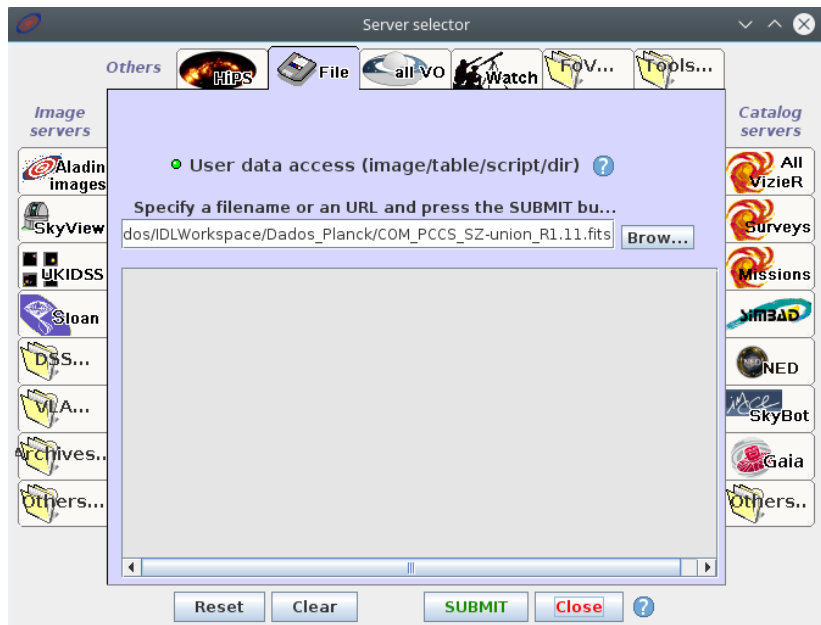 Server selector
Others
HiPS
File
all VO
Watch
FoV...
Tools...
Image
servers
Catalog
servers
Aladin
images
SkyView
UKIDSS
Sloan
DSS...
VLA...
Archives..
Others...
User data access (image/table/script/dir) ?
Specify a filename or an URL and press the SUBMIT bu...
dos/IDLWorkspace/Dados_Planck/COM_PCCS_SZ-union_R1.11.fits
Brow...
All
VizieR
Surveys
Missions
SiMBAD
NED
imcce
SkyBot
Gaia
Others..
Reset
Clear
SUBMIT
Close
?